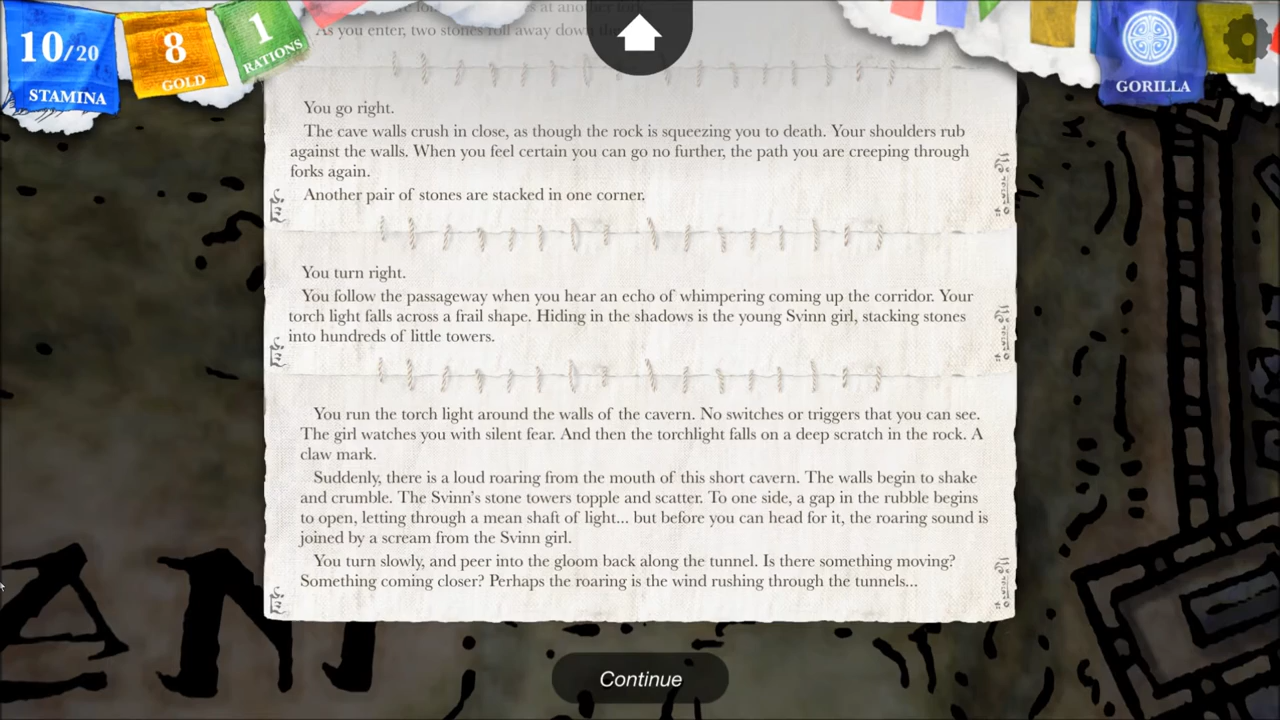 As you enter, two stones roll away down the
10/20
STAMINA
8
GOLD
1
RATIONS
GORILLA
You go right.
The cave walls crush in close, as though the rock is squeezing you to death. Your shoulders rub
against the walls. When you feel certain you can go no further, the path you are creeping through
forks again.
Another pair of stones are stacked in one corner.
You turn right.
You follow the passageway when you hear an echo of whimpering coming up the corridor. Your
torch light falls across a frail shape. Hiding in the shadows is the young Svinn girl, stacking stones
into hundreds of little towers.
You run the torch light around the walls of the cavern. No switches or triggers that you can see.
The girl watches you with silent fear. And then the torchlight falls on a deep scratch in the rock. A
claw mark.
Suddenly, there is a loud roaring from the mouth of this short cavern. The walls begin to shake
and crumble. The Svinn's stone towers topple and scatter. To one side, a gap in the rubble begins
to open, letting through a mean shaft of light... but before you can head for it, the roaring sound is
joined by a scream from the Svinn girl.
You turn slowly, and peer into the gloom back along the tunnel. Is there something moving?
Something coming closer? Perhaps the roaring is the wind rushing through the tunnels...
Continue